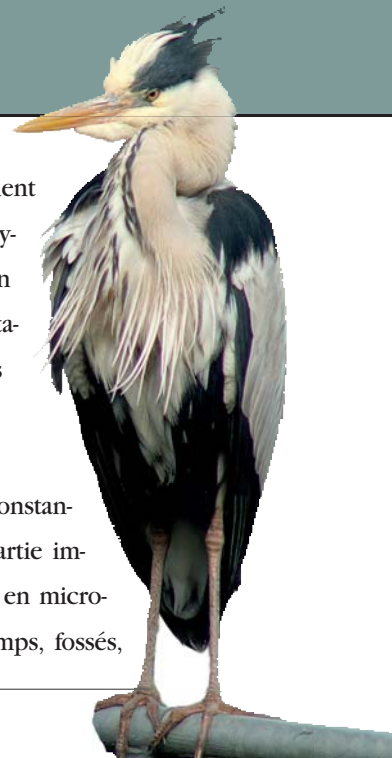 ent
y-
n
ta-
s
onstan-
artie im-
en micro-
mps, fossés,